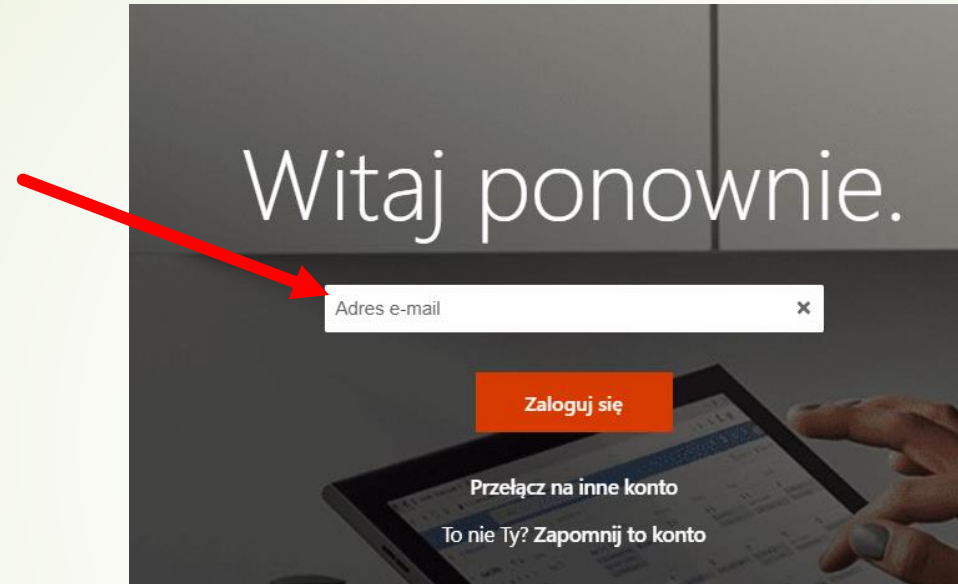 Witaj ponownie.
Adres e-mail
Zaloguj się
Przełącz na inne konto
To nie Ty? Zapomnij to konto